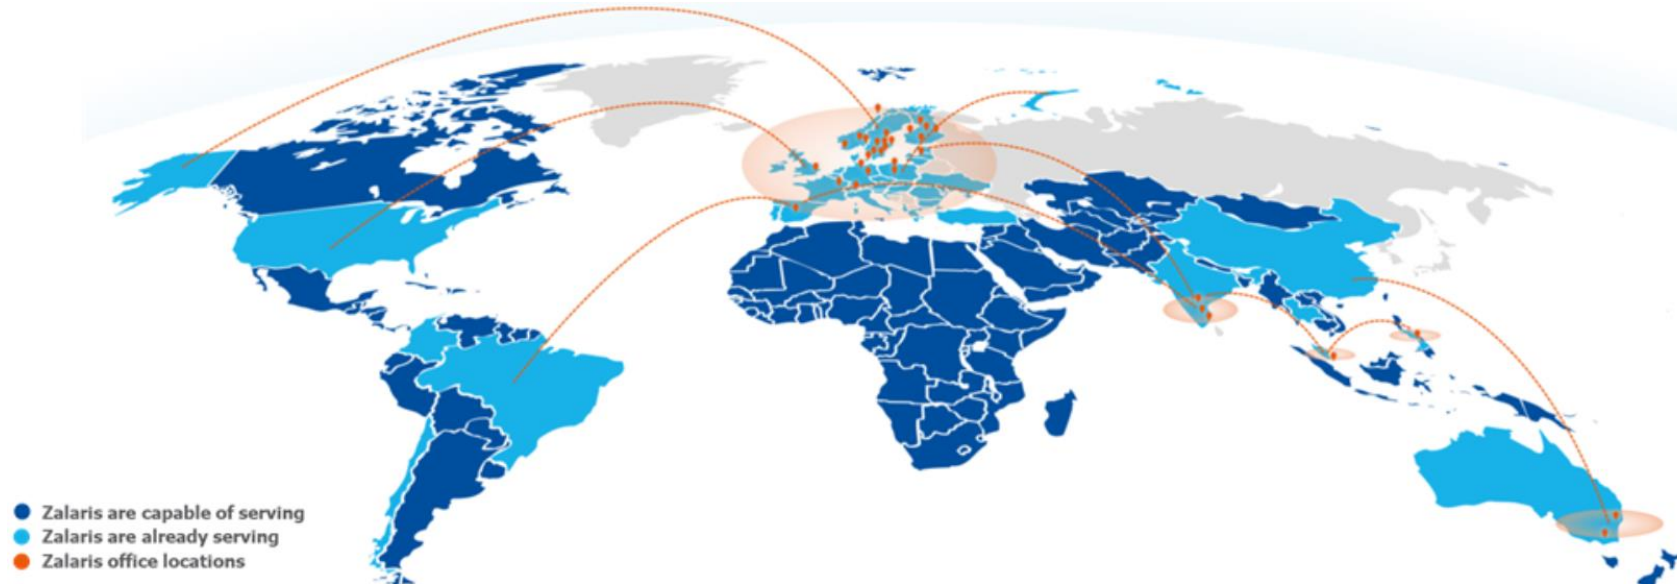 Zalaris are capable of serving
Zalaris are already serving
Zalaris office locations